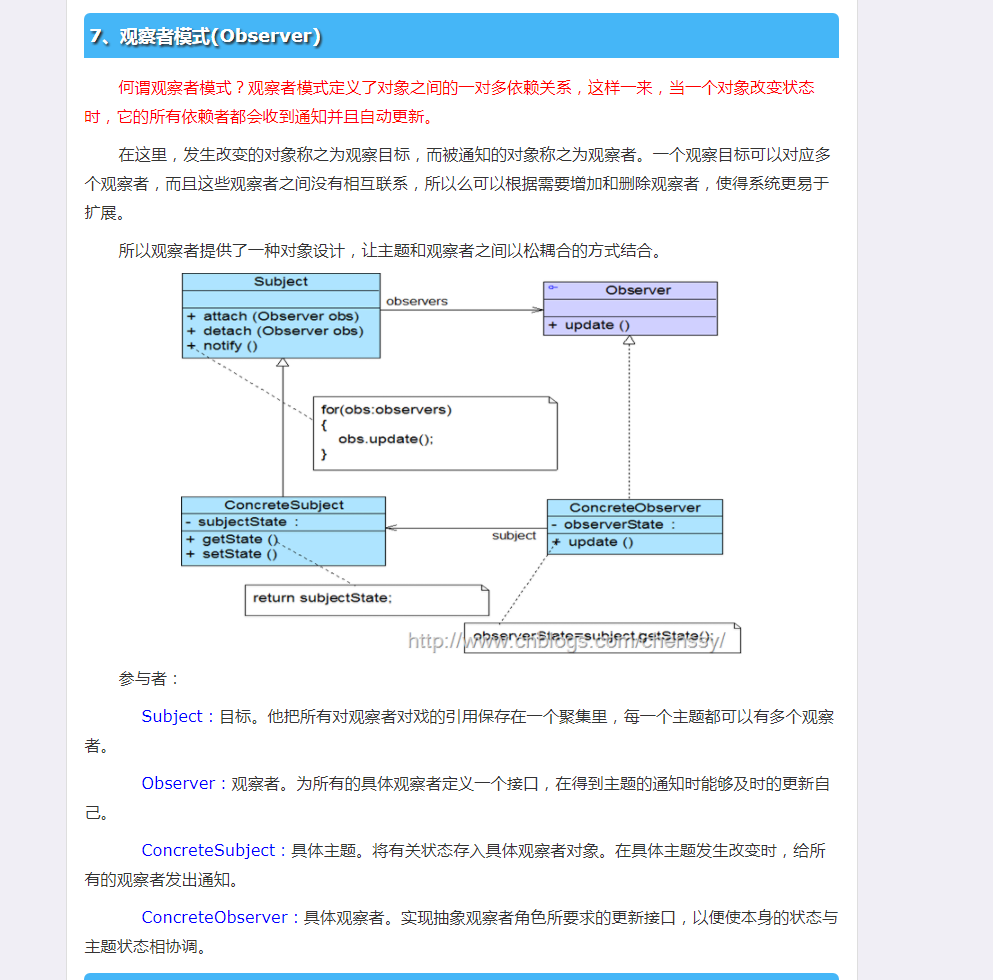 7、观察者模式(Observer)
何谓观察者模式？观察者模式定义了对象之间的一对多依赖关系，这样一来，当一个对象改变状态
时，它的所有依赖者都会收到通知并且自动更新。
在这里，发生改变的对象称之为观察目标，而被通知的对象称之为观察者。一个观察目标可以对应多
个观察者，而且这些观察者之间没有相互联系，所以么可以根据需要增加和删除观察者，使得系统更易于
扩展。
所以观察者提供了一种对象设计，让主题和观察者之间以松耦合的方式结合。
Subject
+ attach (Observer obs)
+ detach (Observer obs)
+ notify ()
observers
Observer
+ update ()
for(obs:observers)
{
obs.update();
}
ConcreteSubject
- subjectState :
+ getState ()
+ setState ()
subject
ConcreteObserver
- observerState :
+ update ()
return subjectState;
observerState=subject.getState();
http://www.cnblogs.com/chenssy/
参与者：
Subject：目标。他把所有对观察者对戏的引用保存在一个聚集里，每一个主题都可以有多个观察
者。
Observer：观察者。为所有的具体观察者定义一个接口，在得到主题的通知时能够及时的更新自
己。
ConcreteSubject：具体主题。将有关状态存入具体观察者对象。在具体主题发生改变时，给所
有的观察者发出通知。
ConcreteObserver：具体观察者。实现抽象观察者角色所要求的更新接口，以便使本身的状态与
主题状态相协调。